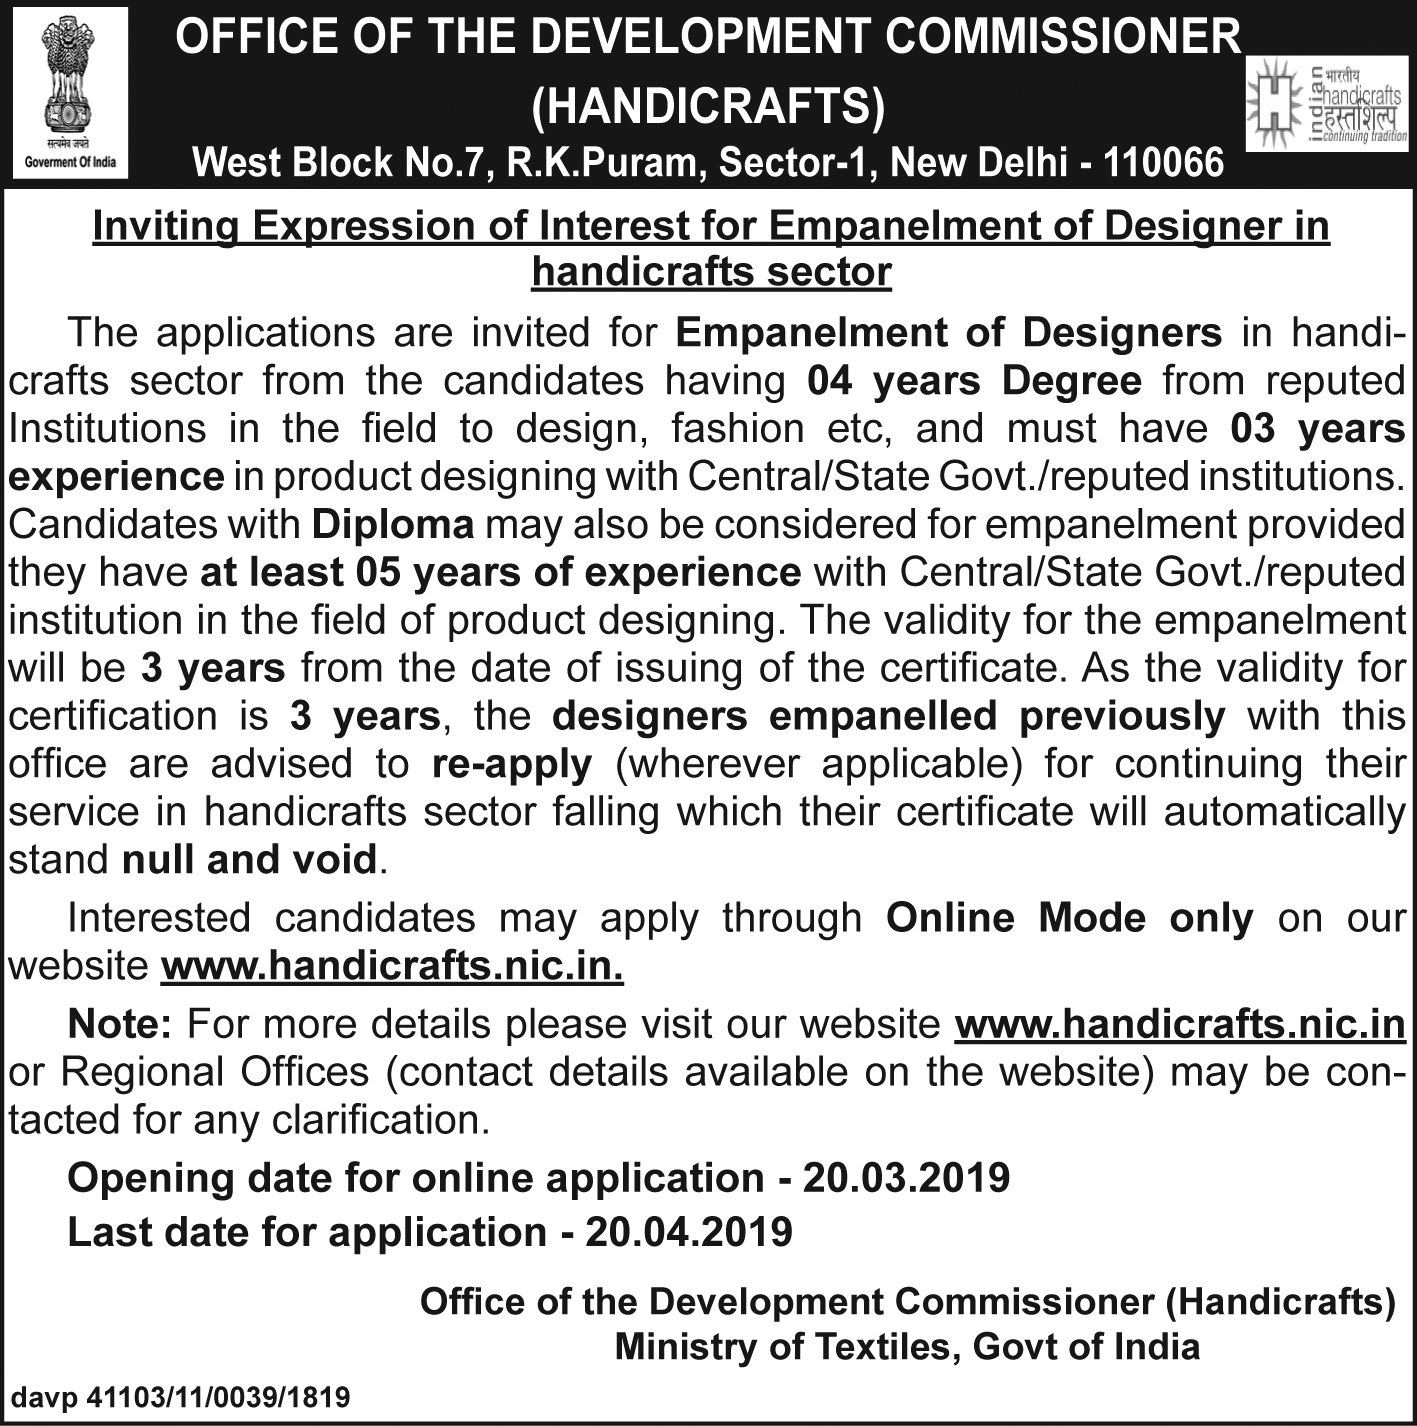 OFFICE OF THE DEVELOPMENT COMMISSIONER
(HANDICRAFTS)
West Block No.7, R.K.Puram, Sector-1, New Delhi - 110066
सत्यमेव जयते
Goverment Of India
indian
भारतीय
handicrafts
हस्तशिल्प
continuing tradition
Inviting Expression of Interest for Empanelment of Designer in
handicrafts sector
The applications are invited for Empanelment of Designers in handi-
crafts sector from the candidates having 04 years Degree from reputed
Institutions in the field to design, fashion etc, and must have 03 years
experience in product designing with Central/State Govt./reputed institutions.
Candidates with Diploma may also be considered for empanelment provided
they have at least 05 years of experience with Central/State Govt./reputed
institution in the field of product designing. The validity for the empanelment
will be 3 years from the date of issuing of the certificate. As the validity for
certification is 3 years, the designers empanelled previously with this
office are advised to re-apply (wherever applicable) for continuing their
service in handicrafts sector falling which their certificate will automatically
stand null and void.
Interested candidates may apply through Online Mode only on our
website www.handicrafts.nic.in.
Note: For more details please visit our website www.handicrafts.nic.in
or Regional Offices (contact details available on the website) may be con-
tacted for any clarification.
Opening date for online application - 20.03.2019
Last date for application - 20.04.2019
Office of the Development Commissioner (Handicrafts)
Ministry of Textiles, Govt of India
davp 41103/11/0039/1819